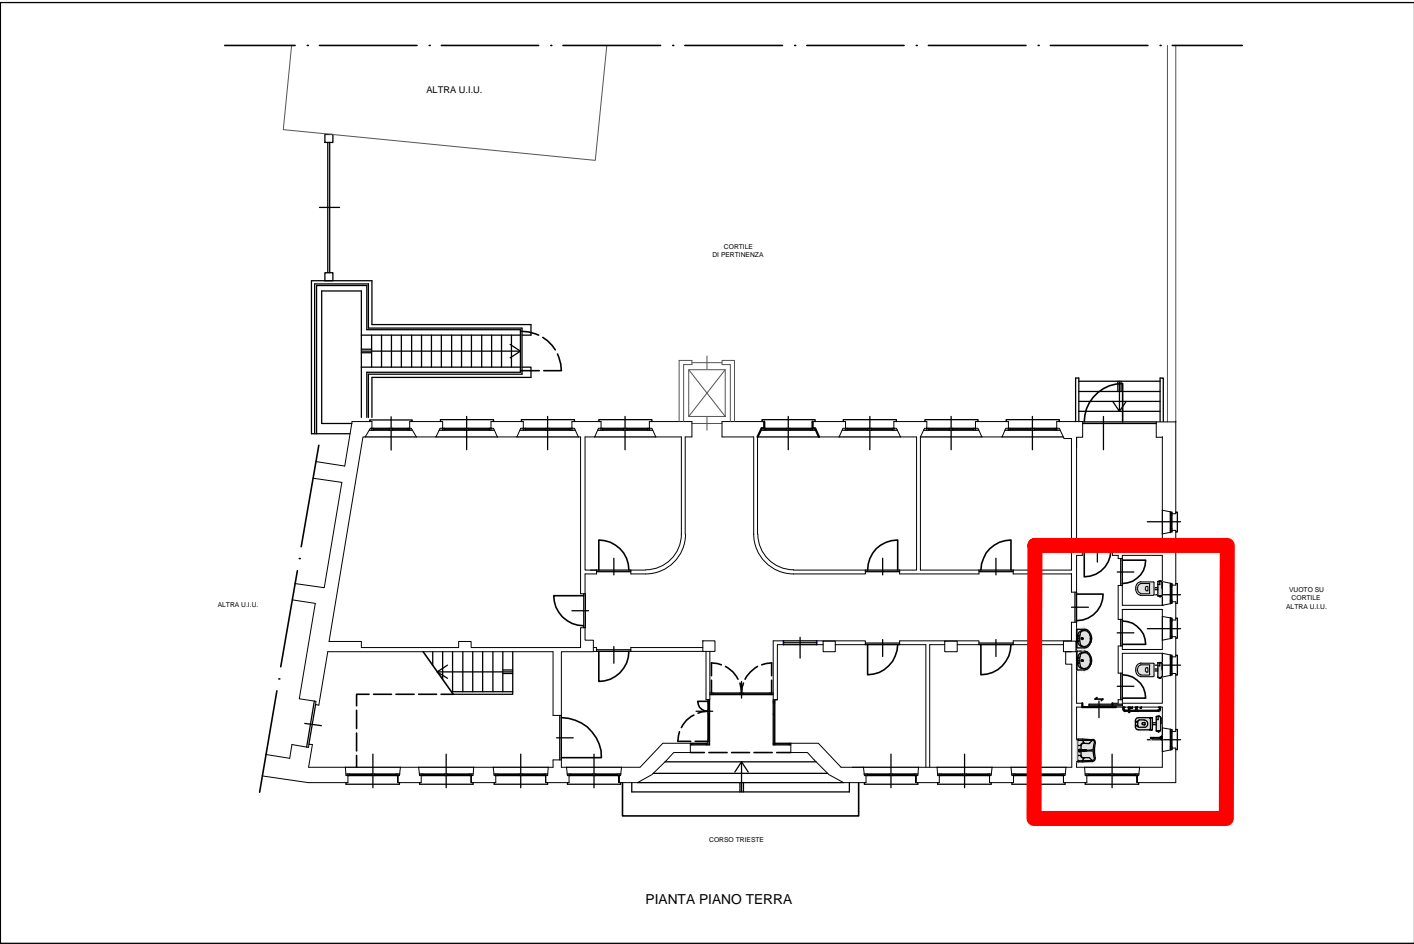 ALTRA U.I.U.
CORTILE
DI PERTINENZA
ALTRA U.I.U.
VUOTO SU
CORTILE
ALTRA U.I.U.
CORSO TRIESTE
PIANTA PIANO TERRA